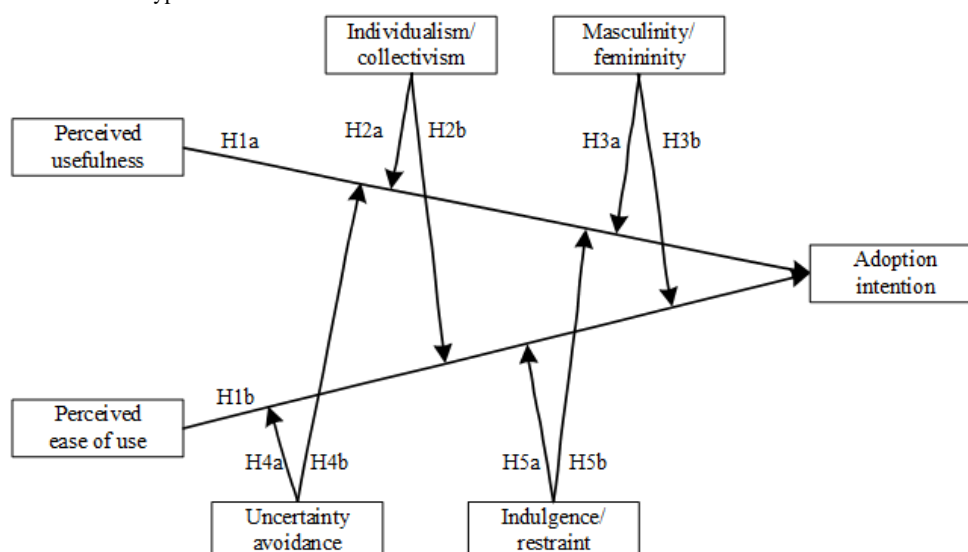 Individualism/
collectivism
Masculinity/
femininity
Perceived
usefulness
H1a
H2a
H2b
H3a
H3b
Adoption
intention
H1b
Perceived
ease of use
H4a
H4b
H5a
H5b
Uncertainty
avoidance
Indulgence/
restraint